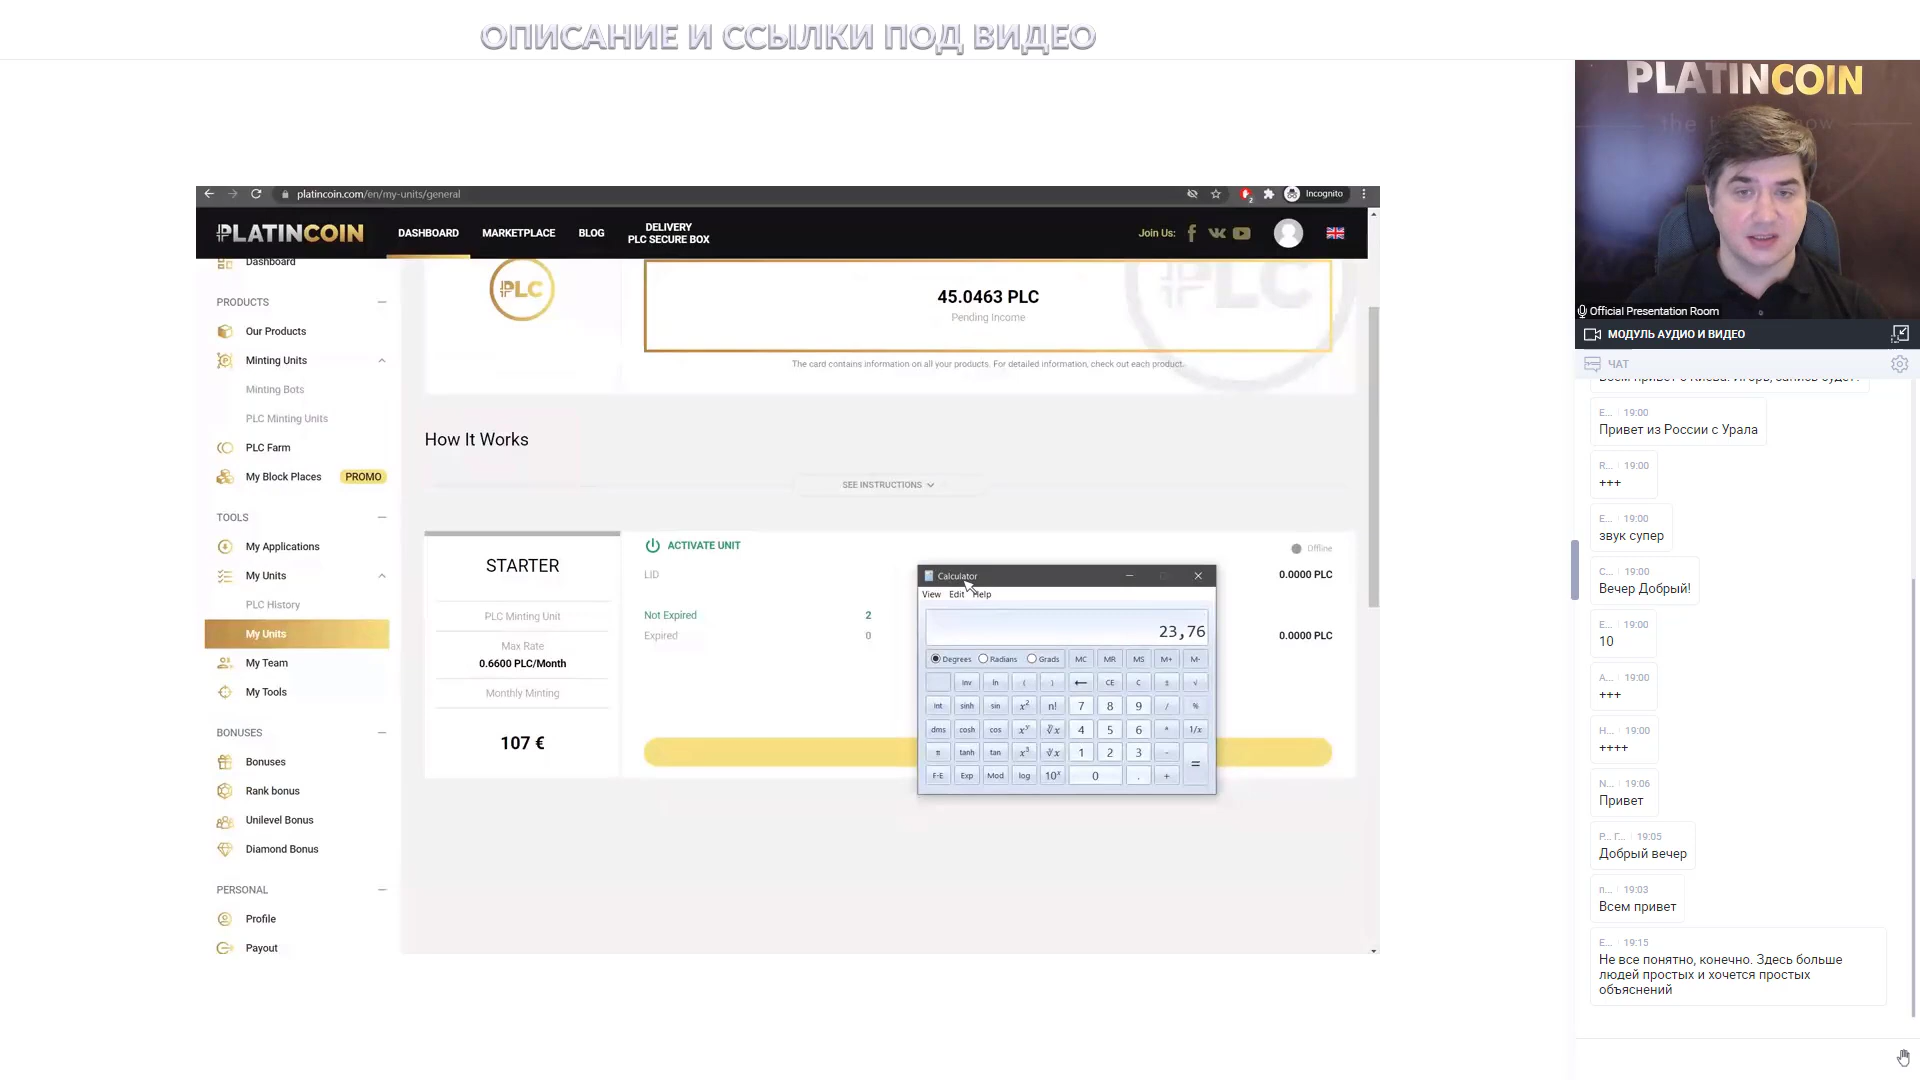 ОПИСАНИЕ И ССЫЛКИ ПОД ВИДЕО
platincoin.com/en/my-units/general
2
Incognito
PLATINCOIN
DASHBOARD
MARKETPLACE
BLOG
DELIVERY
PLC SECURE BOX
Join Us:
Dashboard
PRODUCTS
Our Products
Minting Units
Minting Bots
PLC Minting Units
PLC Farm
My Block Places
PROMO
TOOLS
My Applications
My Units
PLC History
My Units
My Team
My Tools
BONUSES
Bonuses
Rank bonus
Unilevel Bonus
Diamond Bonus
PERSONAL
Profile
Payout
PLC
PLC
45.0463 PLC
Pending Income
The card contains information on all your products. For detailed information, check out each product.
How It Works
SEE INSTRUCTIONS
STARTER
PLC Minting Unit
Max Rate
0.6600 PLC/Month
Monthly Minting
107 €
ACTIVATE UNIT
Offline
LID
0.0000 PLC
Not Expired
2
Expired
0
0.0000 PLC
Calculator
View Edit Help
23,76
Degrees Radians Grads MC MR MS M+ M-
Inv ln ( ) ← CE C ± √
Int sinh sin x² n! 7 8 9 / %
dms cosh cos xʸ ʸ√x 4 5 6 * 1/x
π tanh tan x³ ³√x 1 2 3 - =
F-E Exp Mod log 10ˣ 0 . +
PLATINCOIN
Official Presentation Room
МОДУЛЬ АУДИО И ВИДЕО
ЧАТ
E... 19:00
Привет из России с Урала
R... 19:00
+++
E... 19:00
звук супер
C... 19:00
Вечер Добрый!
E... 19:00
10
A... 19:00
+++
H... 19:00
++++
N... 19:06
Привет
Р... Г... 19:05
Добрый вечер
п... 19:03
Всем привет
E... 19:15
Не все понятно, конечно. Здесь больше
людей простых и хочется простых
объяснений